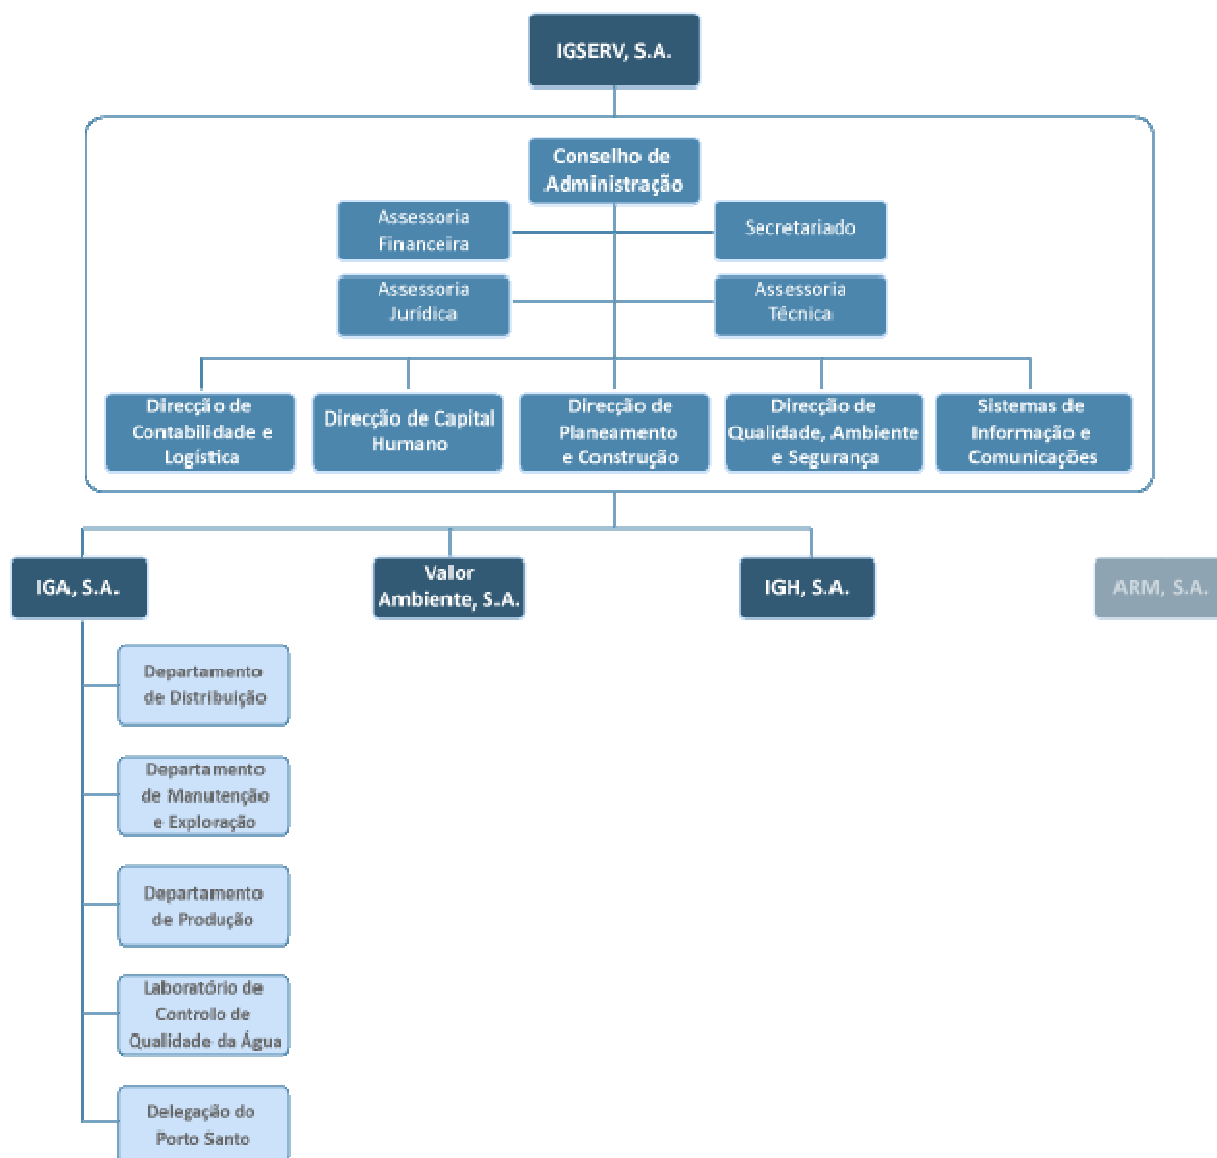 IGSERV, S.A.
Conselho de
Administração
Assessoria
Financeira
Secretariado
Assessoria
Jurídica
Assessoria
Técnica
Direcção de
Contabilidade e
Logística
Direcção de Capital
Humano
Direcção de
Planeamento
e Construção
Direcção de
Qualidade, Ambiente
e Segurança
Sistemas de
Informação e
Comunicações
IGA, S.A.
Valor
Ambiente, S.A.
IGH, S.A.
ARM, S.A.
Departamento
de Distribuição
Departamento
de Manutenção
e Exploração
Departamento
de Produção
Laboratório de
Controlo de
Qualidade da Água
Delegação do
Porto Santo